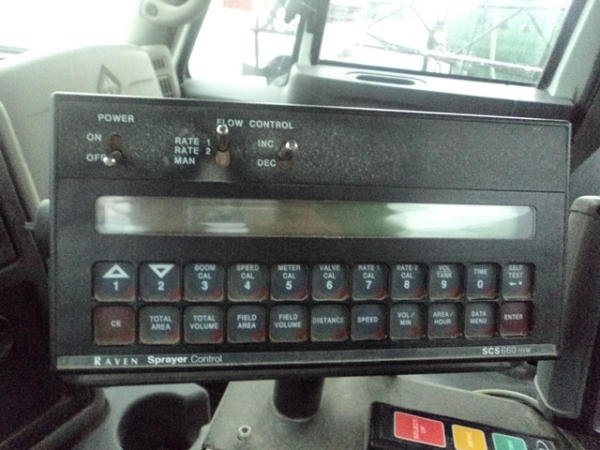 POWER FLOW CONTROL
ON RATE 1 INC
RATE 2
OFF MAN DEC
1 2 BOOM CAL 3 SPEED CAL 4 METER CAL 5 VALVE CAL 6 RATE 1 CAL 7 RATE 2 CAL 8 VOL TANK 9 TIME 0 SELF TEST
CE TOTAL AREA TOTAL VOLUME FIELD AREA FIELD VOLUME DISTANCE SPEED VOL/MIN AREA/HOUR DATA MENU ENTER
RAVEN Sprayer Control SCS 660 NVM